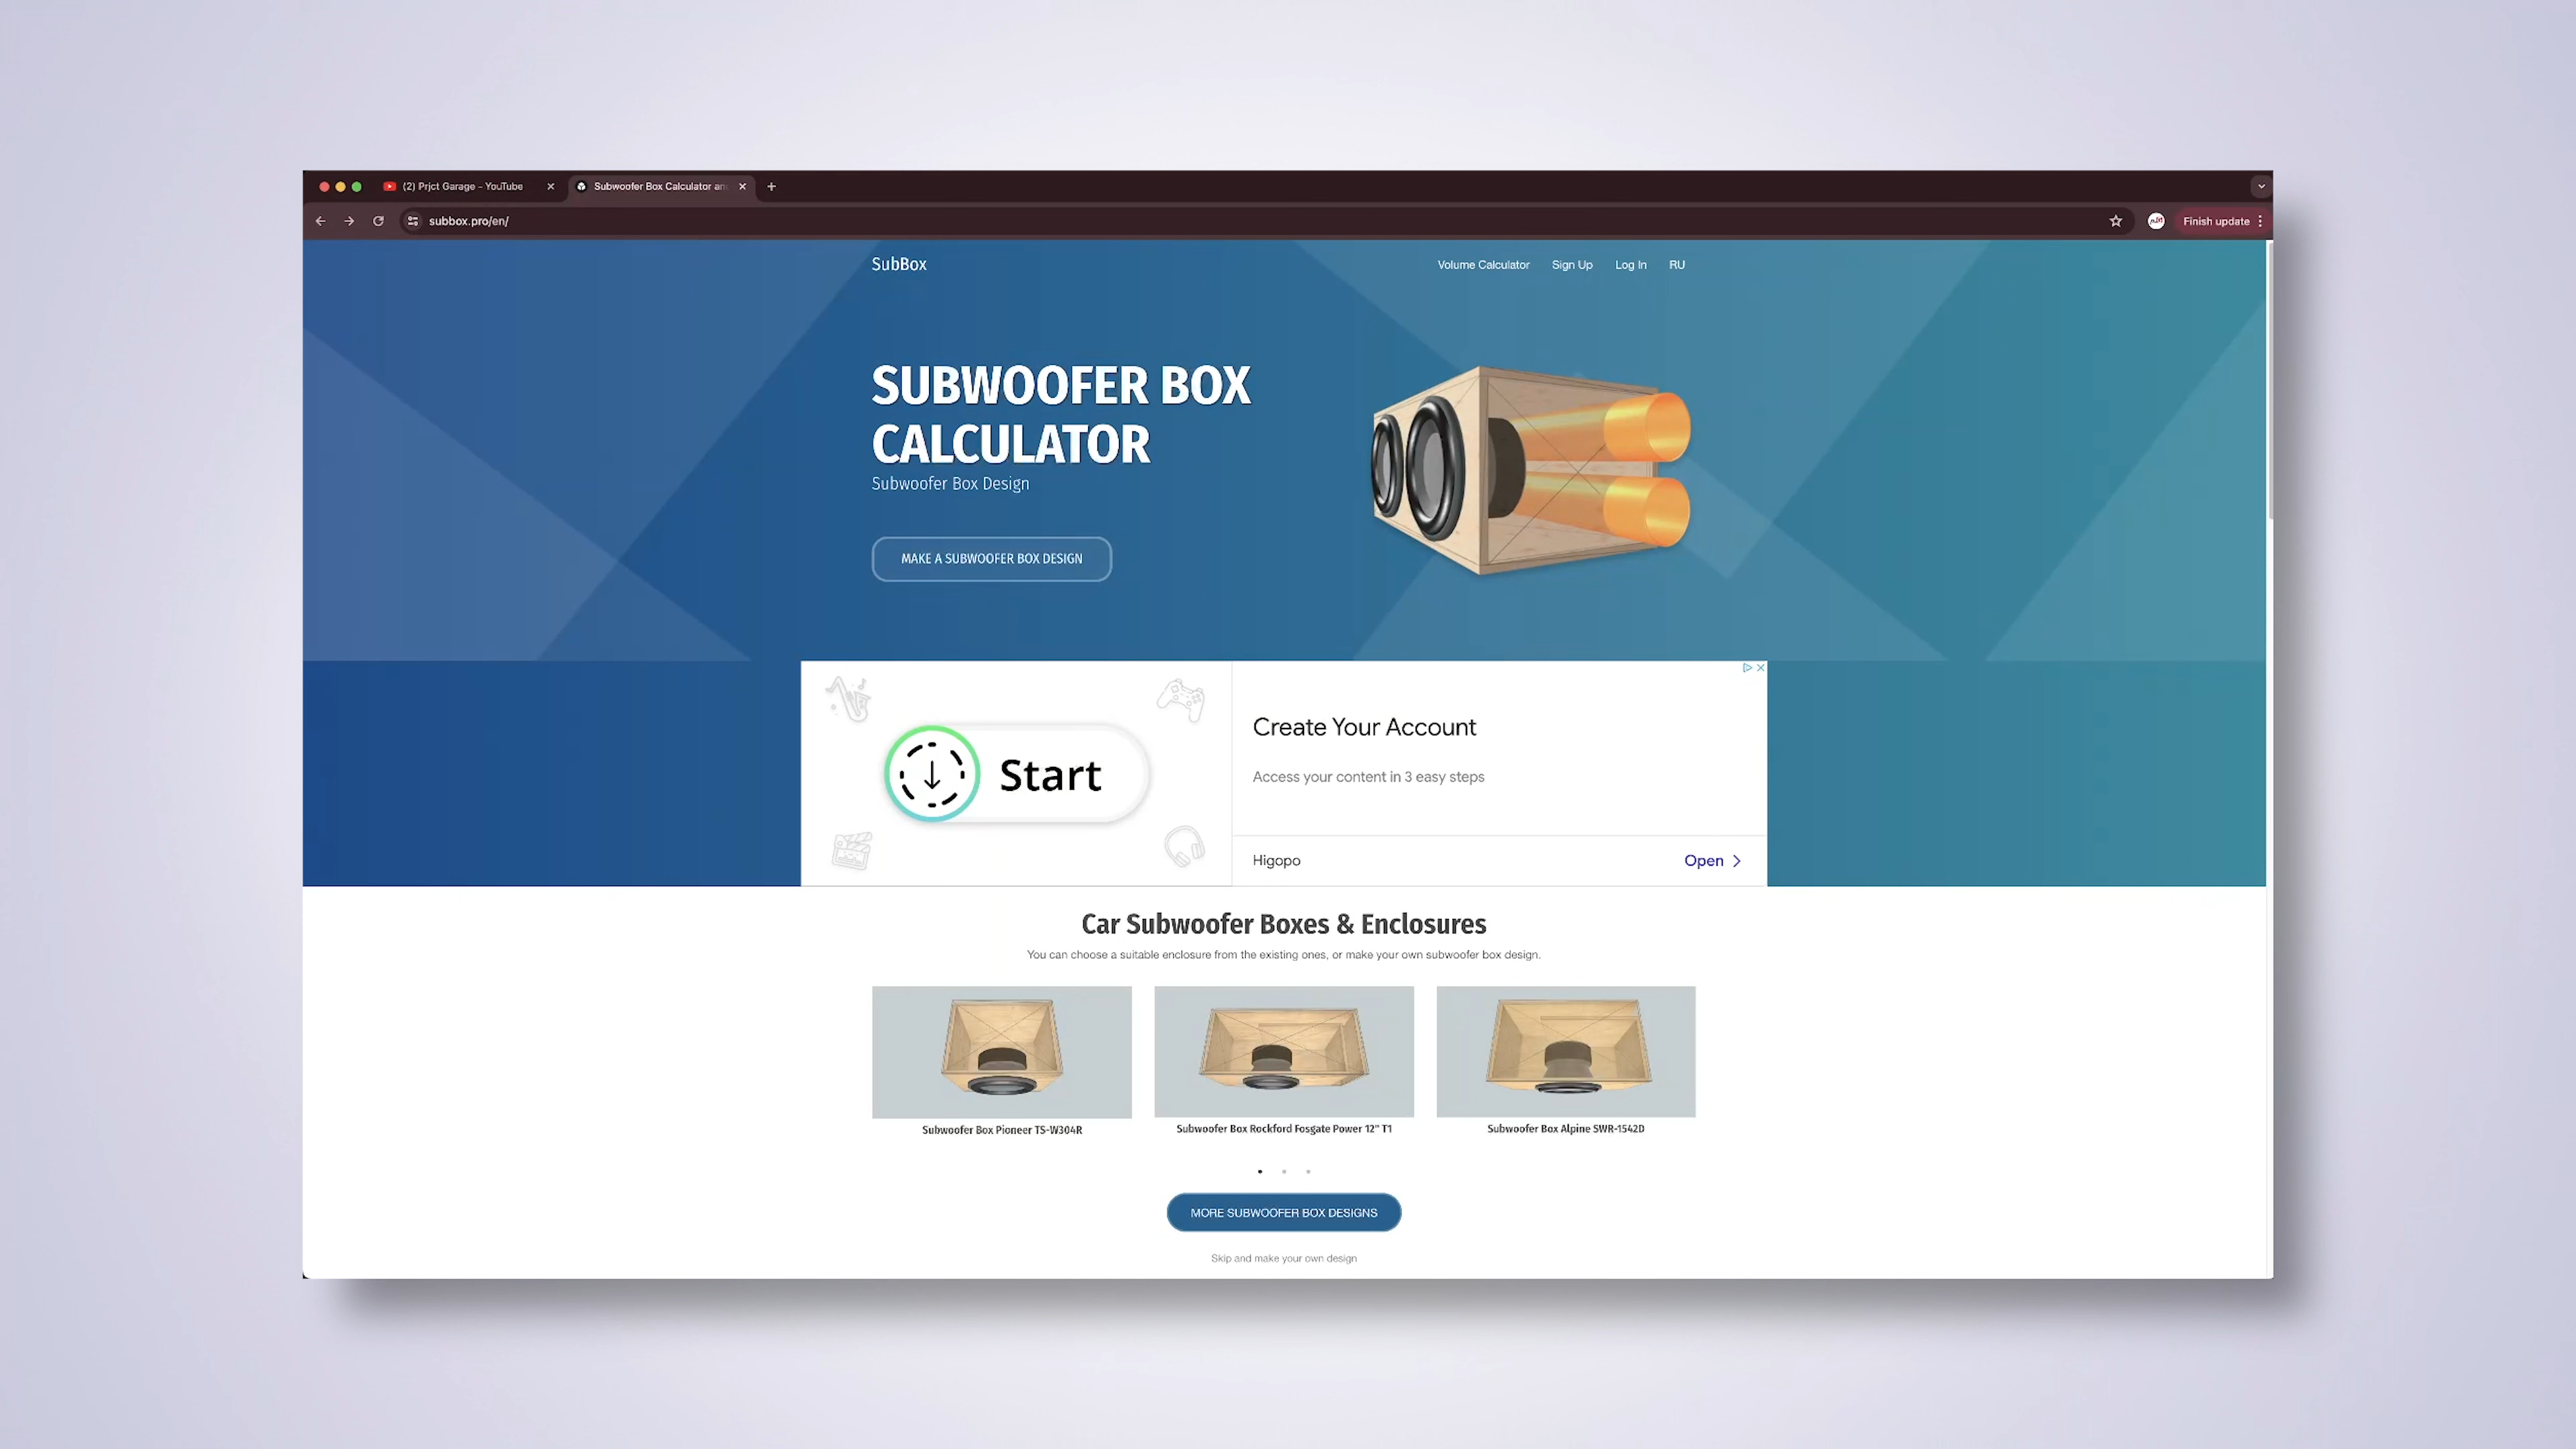 (2) Prjct Garage - YouTube
Subwoofer Box Calculator an
subbox.pro/en/
Finish update
SubBox
Volume Calculator
Sign Up
Log In
RU
SUBWOOFER BOX
CALCULATOR
Subwoofer Box Design
MAKE A SUBWOOFER BOX DESIGN
Start
Create Your Account
Access your content in 3 easy steps
Higopo
Open
Car Subwoofer Boxes & Enclosures
You can choose a suitable enclosure from the existing ones, or make your own subwoofer box design.
Subwoofer Box Pioneer TS-W304R
Subwoofer Box Rockford Fosgate Power 12" T1
Subwoofer Box Alpine SWR-1542D
MORE SUBWOOFER BOX DESIGNS
Skip and make your own design